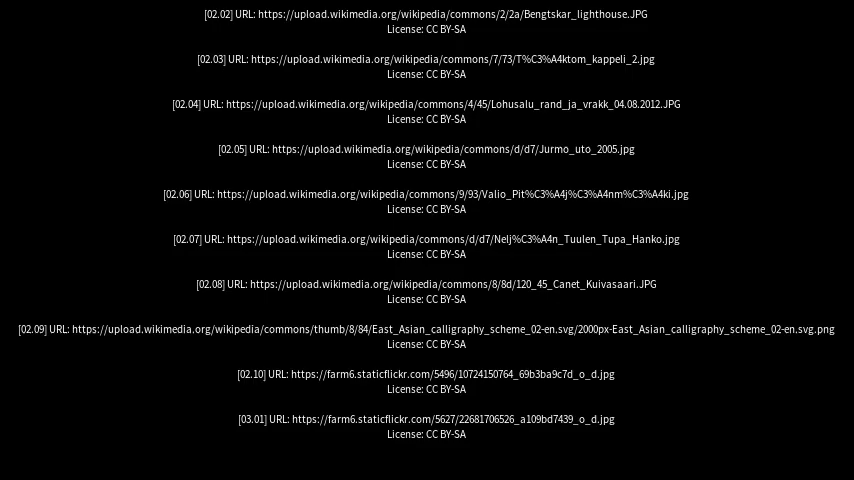 [02.02] URL: https://upload.wikimedia.org/wikipedia/commons/2/2a/Bengtskar_lighthouse.JPG
License: CC BY-SA
[02.03] URL: https://upload.wikimedia.org/wikipedia/commons/7/73/T%C3%A4ktom_kappeli_2.jpg
License: CC BY-SA
[02.04] URL: https://upload.wikimedia.org/wikipedia/commons/4/45/Lohusalu_rand_ja_vrakk_04.08.2012.JPG
License: CC BY-SA
[02.05] URL: https://upload.wikimedia.org/wikipedia/commons/d/d7/Jurmo_uto_2005.jpg
License: CC BY-SA
[02.06] URL: https://upload.wikimedia.org/wikipedia/commons/9/93/Valio_Pit%C3%A4j%C3%A4nm%C3%A4ki.jpg
License: CC BY-SA
[02.07] URL: https://upload.wikimedia.org/wikipedia/commons/d/d7/Nelj%C3%A4n_Tuulen_Tupa_Hanko.jpg
License: CC BY-SA
[02.08] URL: https://upload.wikimedia.org/wikipedia/commons/8/8d/120_45_Canet_Kuivasaari.JPG
License: CC BY-SA
[02.09] URL: https://upload.wikimedia.org/wikipedia/commons/thumb/8/84/East_Asian_calligraphy_scheme_02-en.svg/2000px-East_Asian_calligraphy_scheme_02-en.svg.png
License: CC BY-SA
[02.10] URL: https://farm6.staticflickr.com/5496/10724150764_69b3ba9c7d_o_d.jpg
License: CC BY-SA
[03.01] URL: https://farm6.staticflickr.com/5627/22681706526_a109bd7439_o_d.jpg
License: CC BY-SA